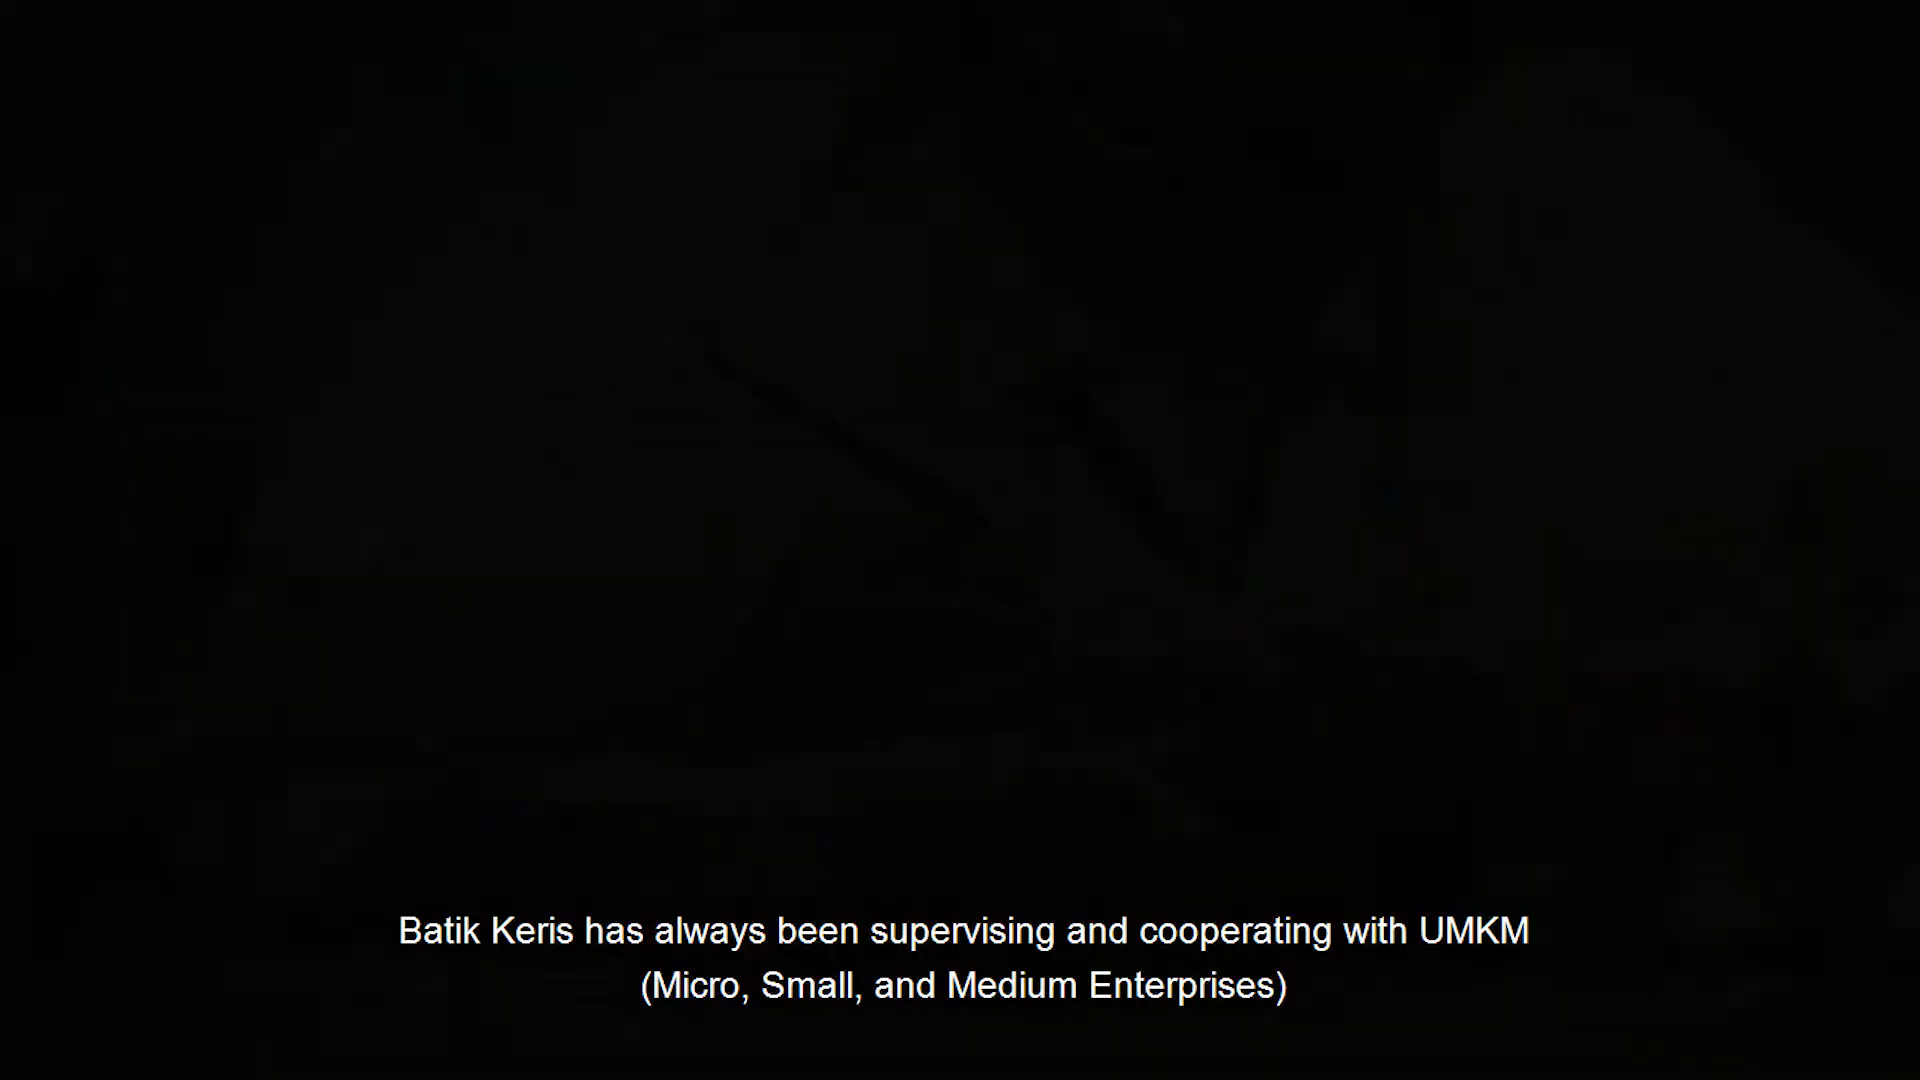 Batik Keris has always been supervising and cooperating with UMKM
(Micro, Small, and Medium Enterprises)